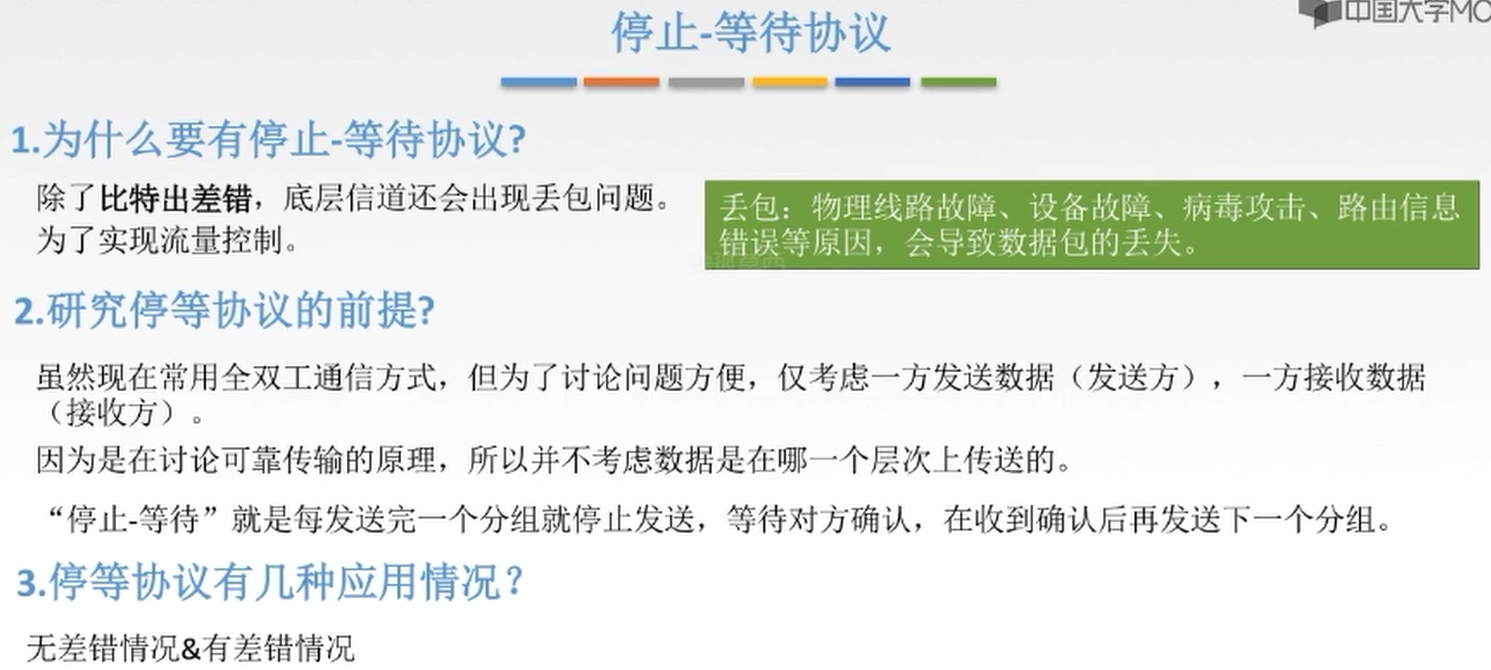 中国大学MO
停止-等待协议
1.为什么要有停止-等待协议?
除了比特出差错，底层信道还会出现丢包问题。
为了实现流量控制。
丢包：物理线路故障、设备故障、病毒攻击、路由信息
错误等原因，会导致数据包的丢失。
2.研究停等协议的前提?
虽然现在常用全双工通信方式，但为了讨论问题方便，仅考虑一方发送数据（发送方），一方接收数据
（接收方）。
因为是在讨论可靠传输的原理，所以并不考虑数据是在哪一个层次上传送的。
“停止-等待”就是每发送完一个分组就停止发送，等待对方确认，在收到确认后再发送下一个分组。
3.停等协议有几种应用情况？
无差错情况&有差错情况